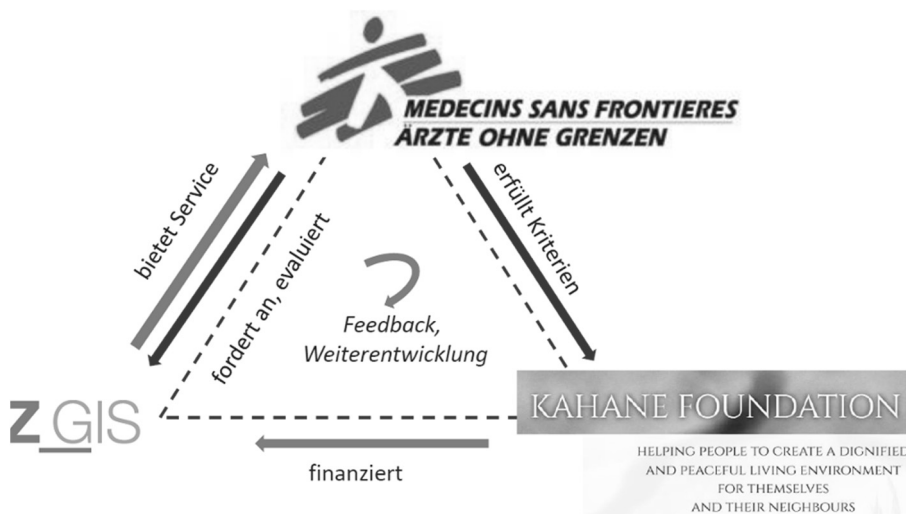 MEDECINS SANS FRONTIERES
ÄRZTE OHNE GRENZEN
bietet Service
fordert an, evaluiert
erfüllt Kriterien
Feedback,
Weiterentwicklung
Z_GIS
KAHANE FOUNDATION
finanziert
HELPING PEOPLE TO CREATE A DIGNIFIED
AND PEACEFUL LIVING ENVIRONMENT
FOR THEMSELVES
AND THEIR NEIGHBOURS